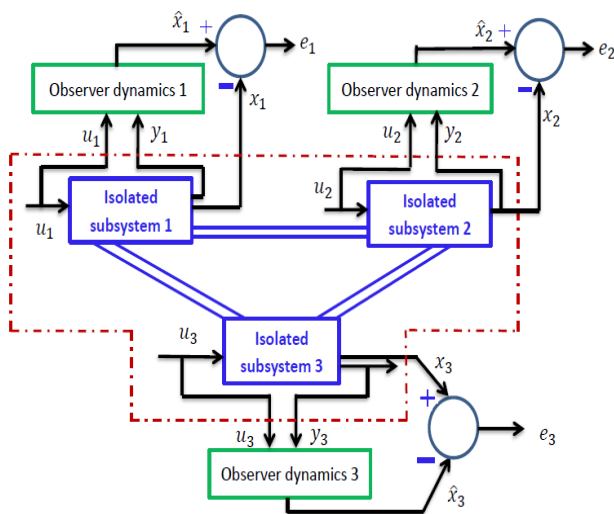 x̂₁ + e₁
Observer dynamics 1
− x₁
u₁ y₁
x̂₂ + e₂
Observer dynamics 2
− x₂
u₂ y₂
Isolated
subsystem 1
u₁
Isolated
subsystem 2
u₂
u₃
Isolated
subsystem 3
x₃
+
u₃ y₃
e₃
−
Observer dynamics 3
x̂₃